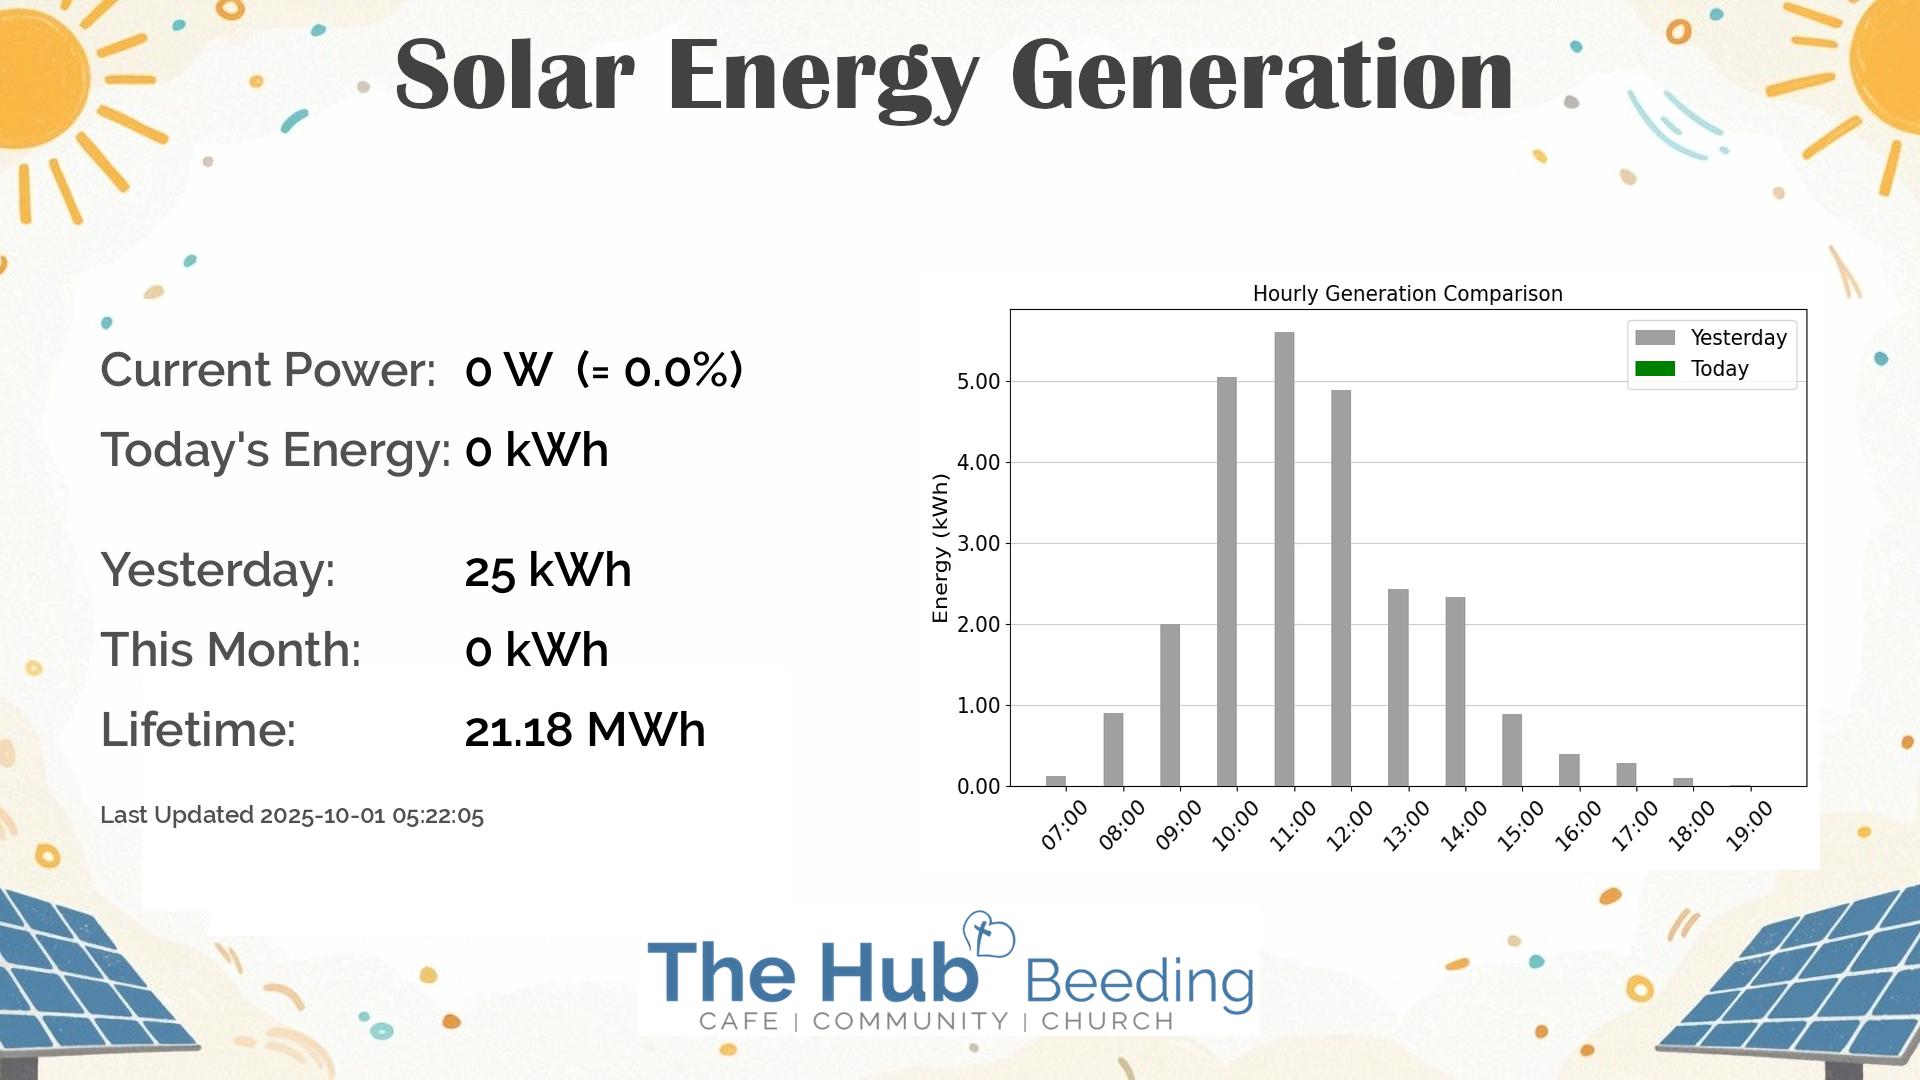 Solar Energy Generation
Current Power: 0 W (= 0.0%)
Today's Energy: 0 kWh
Yesterday: 25 kWh
This Month: 0 kWh
Lifetime: 21.18 MWh
Last Updated 2025-10-01 05:22:05
Hourly Generation Comparison
Yesterday
Today
Energy (kWh)
5.00
4.00
3.00
2.00
1.00
0.00
07:00 08:00 09:00 10:00 11:00 12:00 13:00 14:00 15:00 16:00 17:00 18:00 19:00
The Hub Beeding
CAFE | COMMUNITY | CHURCH